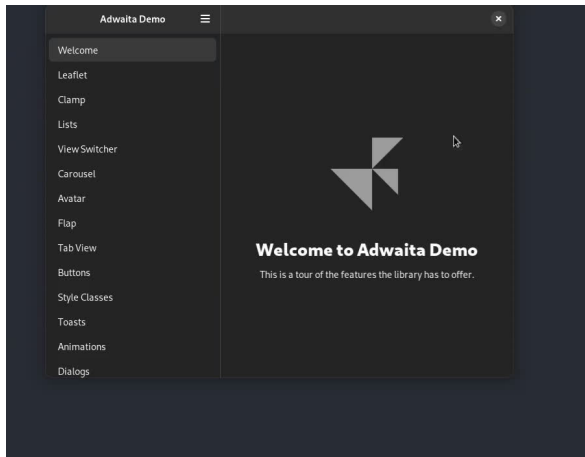 Adwaita Demo
Welcome
Leaflet
Clamp
Lists
View Switcher
Carousel
Avatar
Flap
Tab View
Buttons
Style Classes
Toasts
Animations
Dialogs
Welcome to Adwaita Demo
This is a tour of the features the library has to offer.